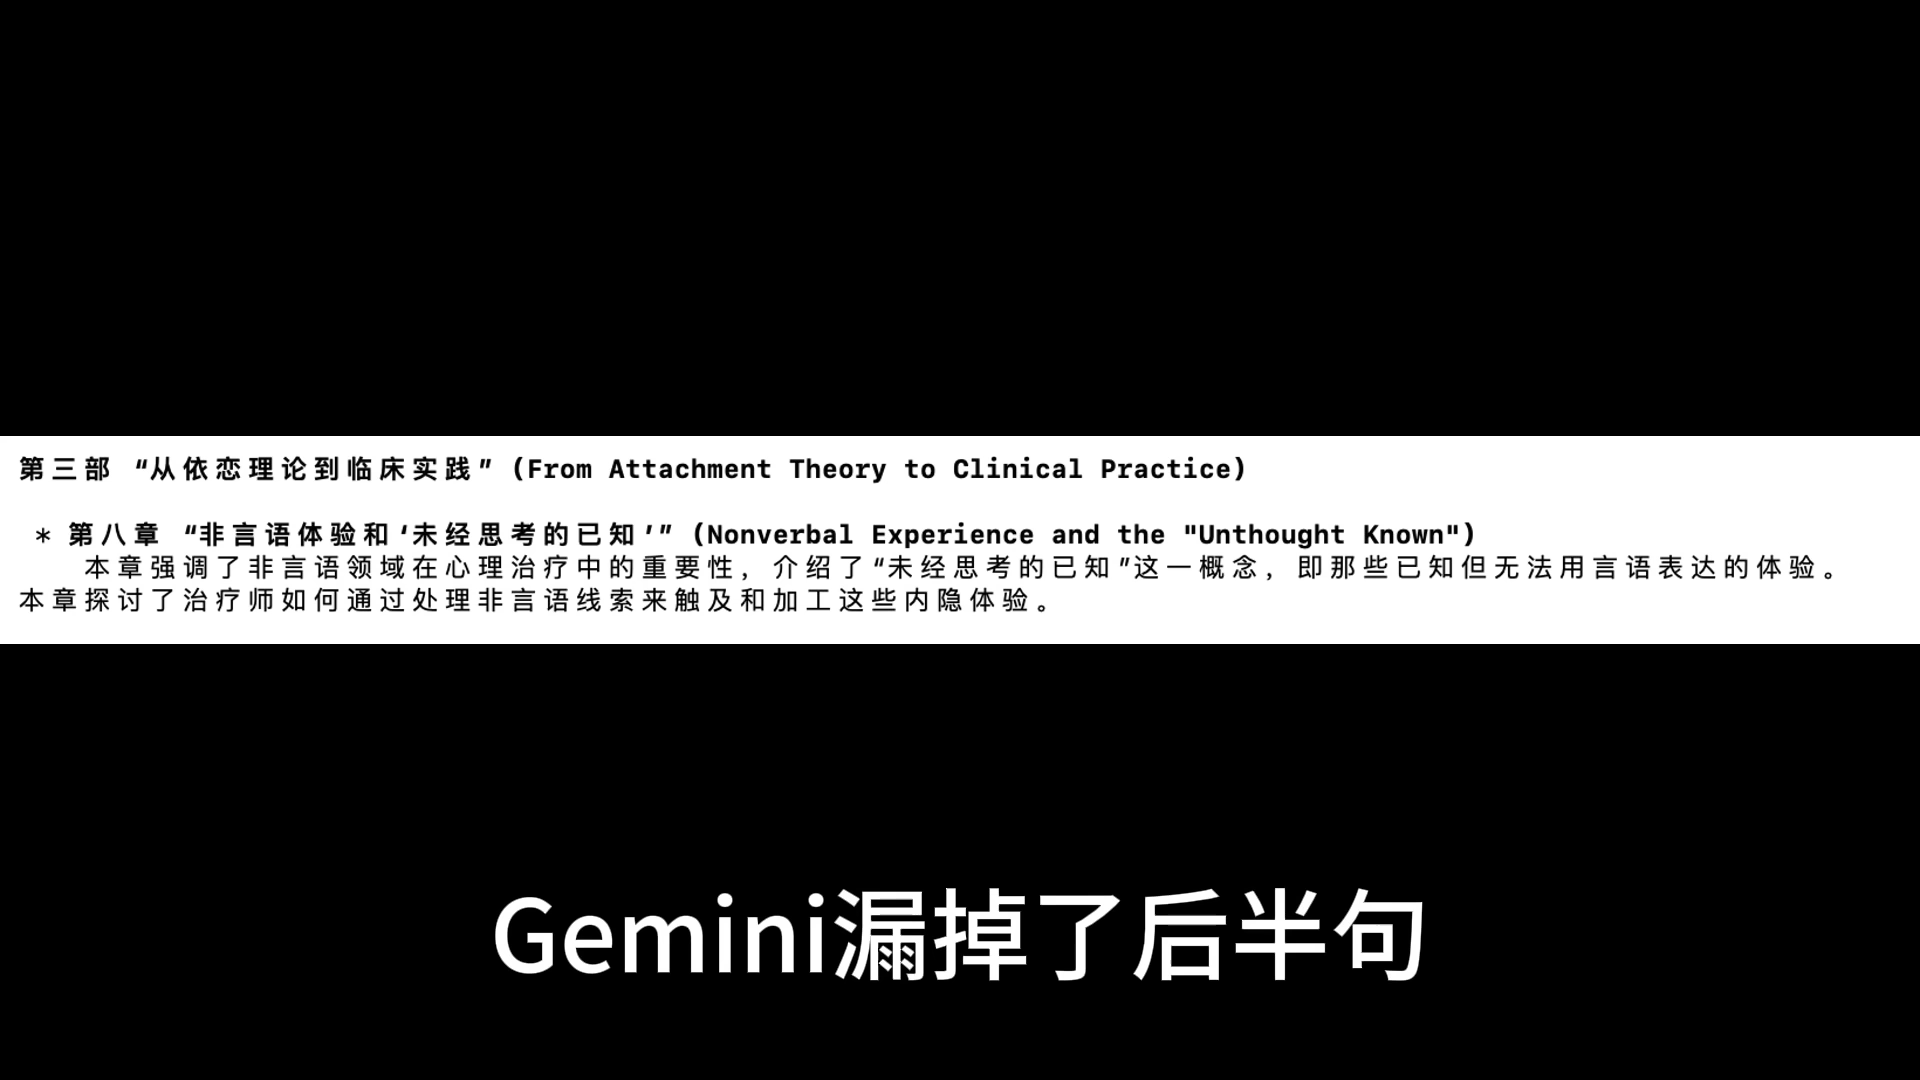 第三部 “从依恋理论到临床实践” (From Attachment Theory to Clinical Practice)
* 第八章 “非言语体验和‘未经思考的已知’” (Nonverbal Experience and the "Unthought Known")
本章强调了非言语领域在心理治疗中的重要性，介绍了“未经思考的已知”这一概念，即那些已知但无法用言语表达的体验。
本章探讨了治疗师如何通过处理非言语线索来触及和加工这些内隐体验。
Gemini漏掉了后半句